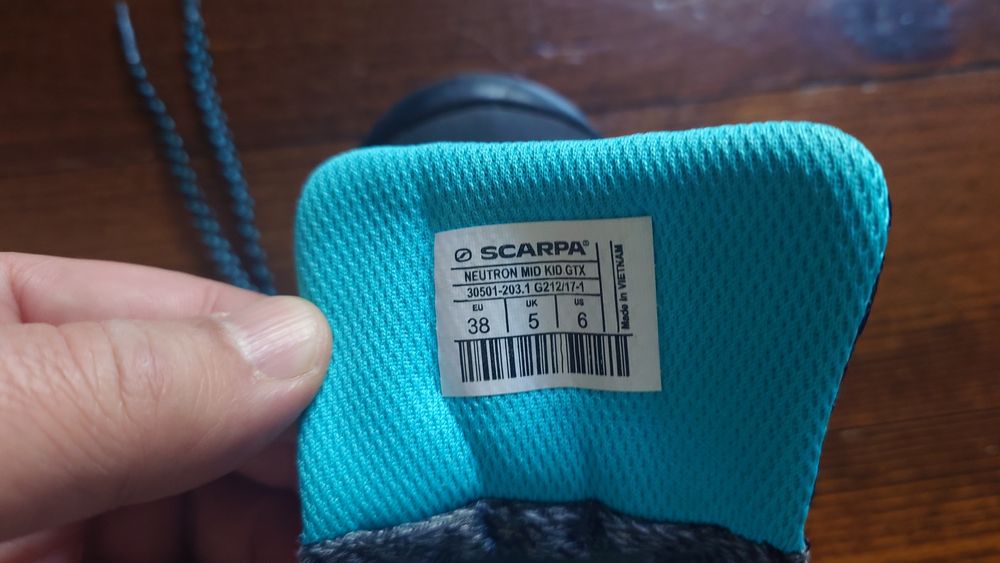 SCARPA®
NEUTRON MID KID GTX
30501-203.1 G212/17-1
EU UK US
38 5 6
Made in VIETNAM